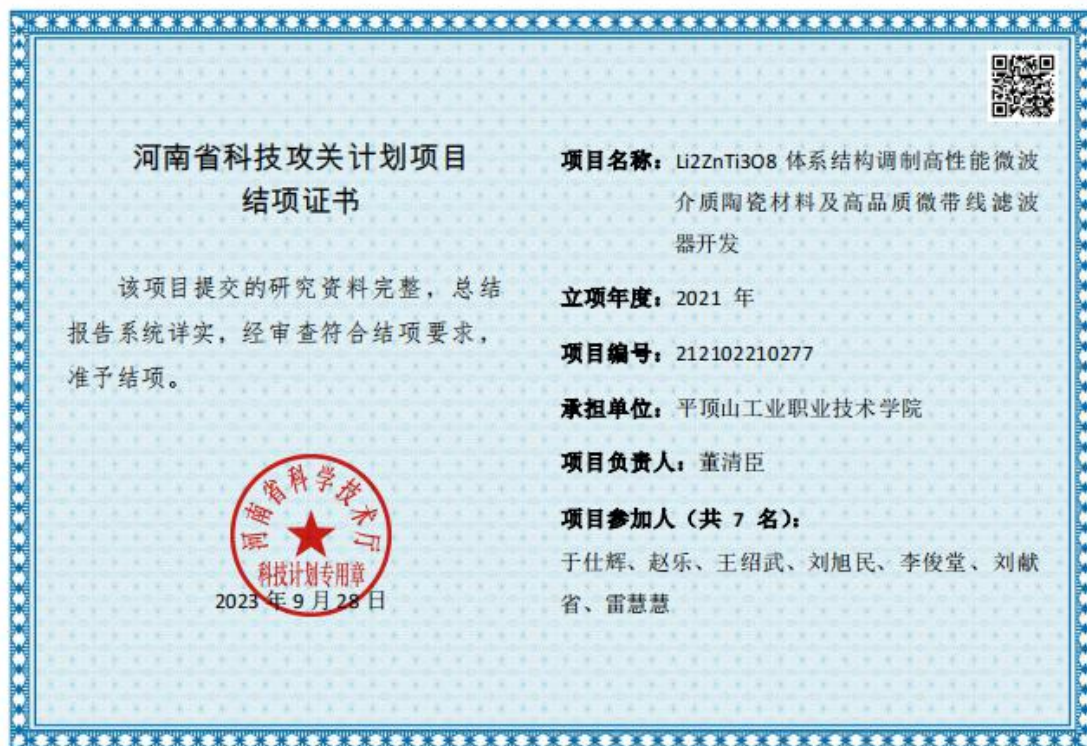 河南省科技攻关计划项目
结项证书
该项目提交的研究资料完整，总结
报告系统详实，经审查符合结项要求，
准予结项。
河南省科学技术厅
科技计划专用章
2023 年 9 月 28 日
项目名称：Li2ZnTi3O8 体系结构调制高性能微波
介质陶瓷材料及高品质微带线滤波
器开发
立项年度：2021 年
项目编号：212102210277
承担单位：平顶山工业职业技术学院
项目负责人：董清臣
项目参加人（共 7 名）：
于仕辉、赵乐、王绍武、刘旭民、李俊堂、刘献
省、雷慧慧